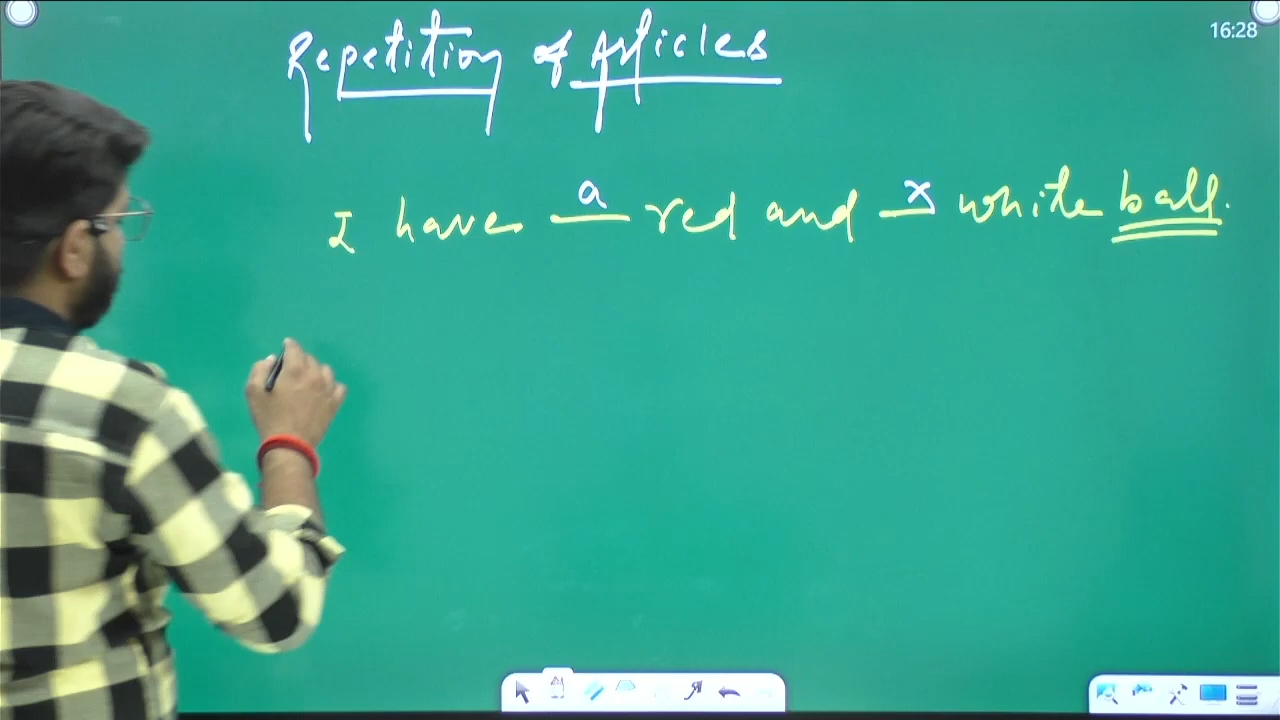 16:28
Repetition of Articles
I have a red and x white ball.